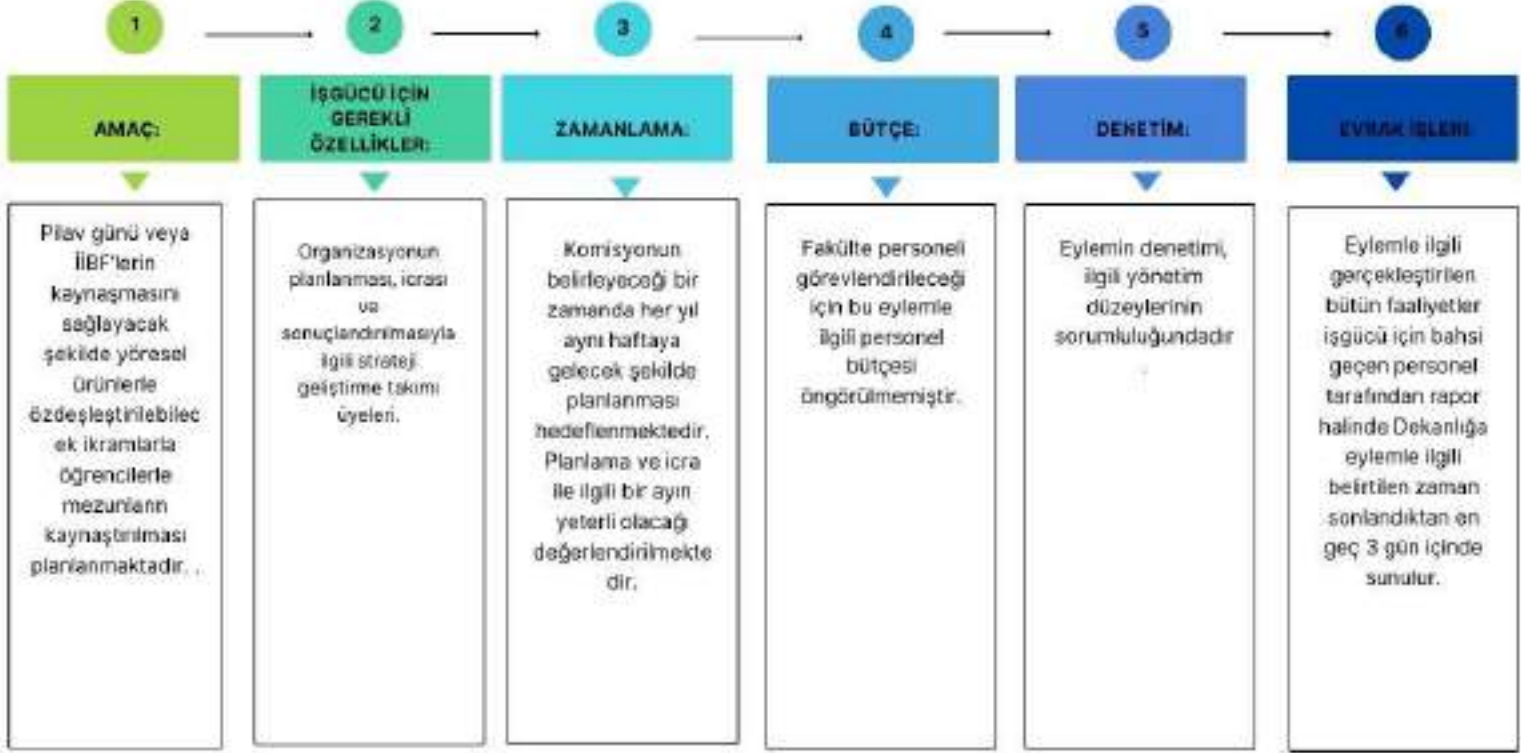 1
2
3
4
5
6
AMAÇ:
İŞGÜCÜ İÇİN
GEREKLİ
ÖZELLİKLER:
ZAMANLAMA:
BÜTÇE:
DENETİM:
EVRAK İŞLERİ:
Pilav günü veya
İİBF'lerin
kaynaşmasını
sağlayacak
şekilde yöresel
ürünlerle
özdeşleştirilebilec
ek ikramlarla
öğrencilerle
mezunların
kaynaştırılması
planlanmaktadır. .
Organizasyonun
planlanması, icrası
ve
sonuçlandırılmasıyla
ilgili strateji
geliştirme takımı
üyeleri.
Komisyonun
belirleyeceği bir
zamanda her yıl
aynı haftaya
gelecek şekilde
planlanması
hedeflenmektedir.
Planlama ve icra
ile ilgili bir ayın
yeterli olacağı
değerlendirilmekte
dir.
Fakülte personeli
görevlendirileceği
için bu eylemle
ilgili personel
bütçesi
öngörülmemiştir.
Eylemin denetimi,
ilgili yönetim
düzeylerinin
sorumluluğundadır
.
Eylemle ilgili
gerçekleştirilen
bütün faaliyetler
işgücü için bahsi
geçen personel
tarafından rapor
halinde Dekanlığa
eylemle ilgili
belirtilen zaman
sonlandıktan en
geç 3 gün içinde
sunulur.